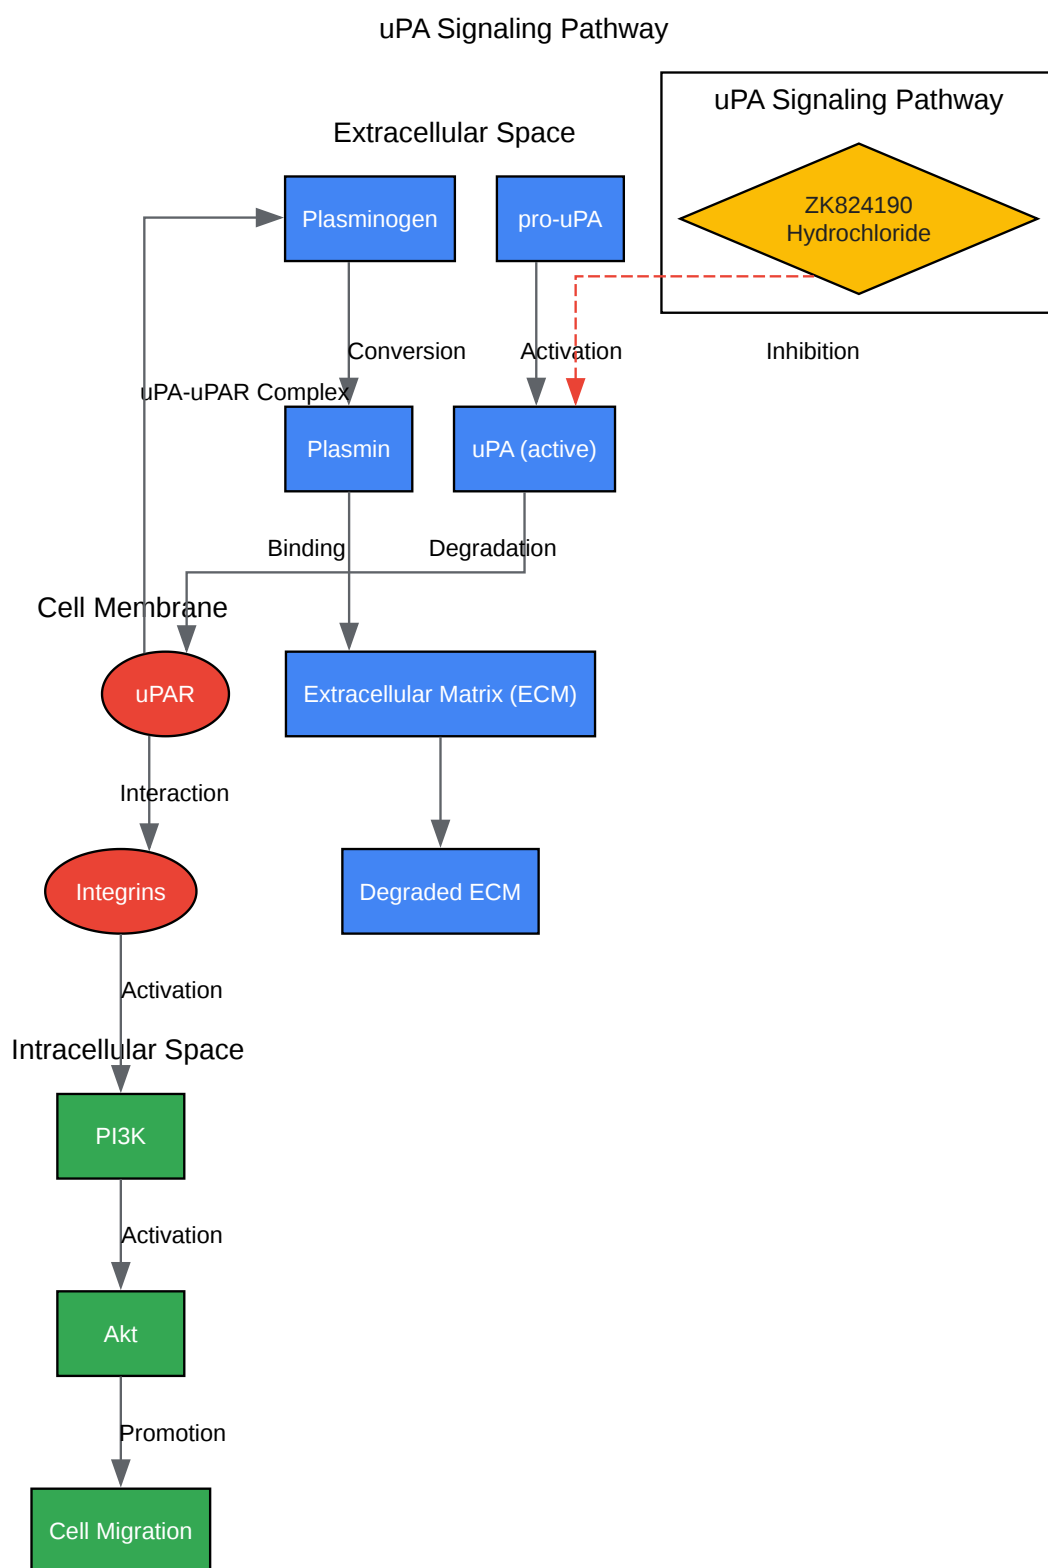 uPA Signaling Pathway
uPA Signaling Pathway
Extracellular Space
Plasminogen
pro-uPA
ZK824190
Hydrochloride
Conversion
Activation
Inhibition
uPA-uPAR Complex
Plasmin
uPA (active)
Binding
Degradation
Cell Membrane
uPAR
Extracellular Matrix (ECM)
Interaction
Integrins
Degraded ECM
Activation
Intracellular Space
PI3K
Activation
Akt
Promotion
Cell Migration